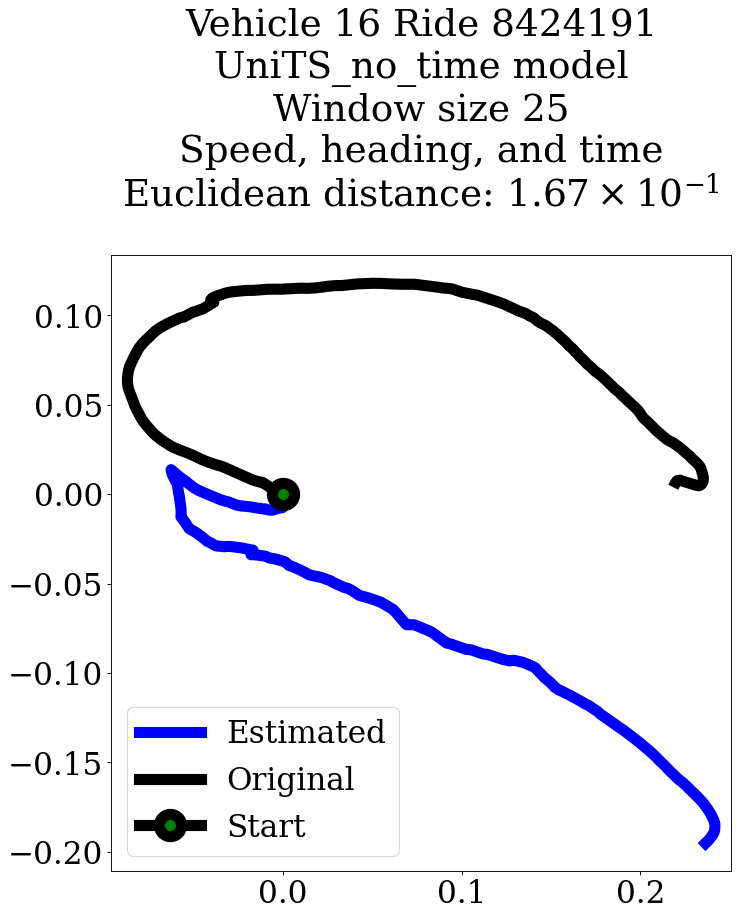 Vehicle 16 Ride 8424191
UniTS_no_time model
Window size 25
Speed, heading, and time
Euclidean distance: 1.67 × 10⁻¹
0.10
0.05
0.00
−0.05
−0.10
−0.15
−0.20
Estimated
Original
Start
0.0 0.1 0.2